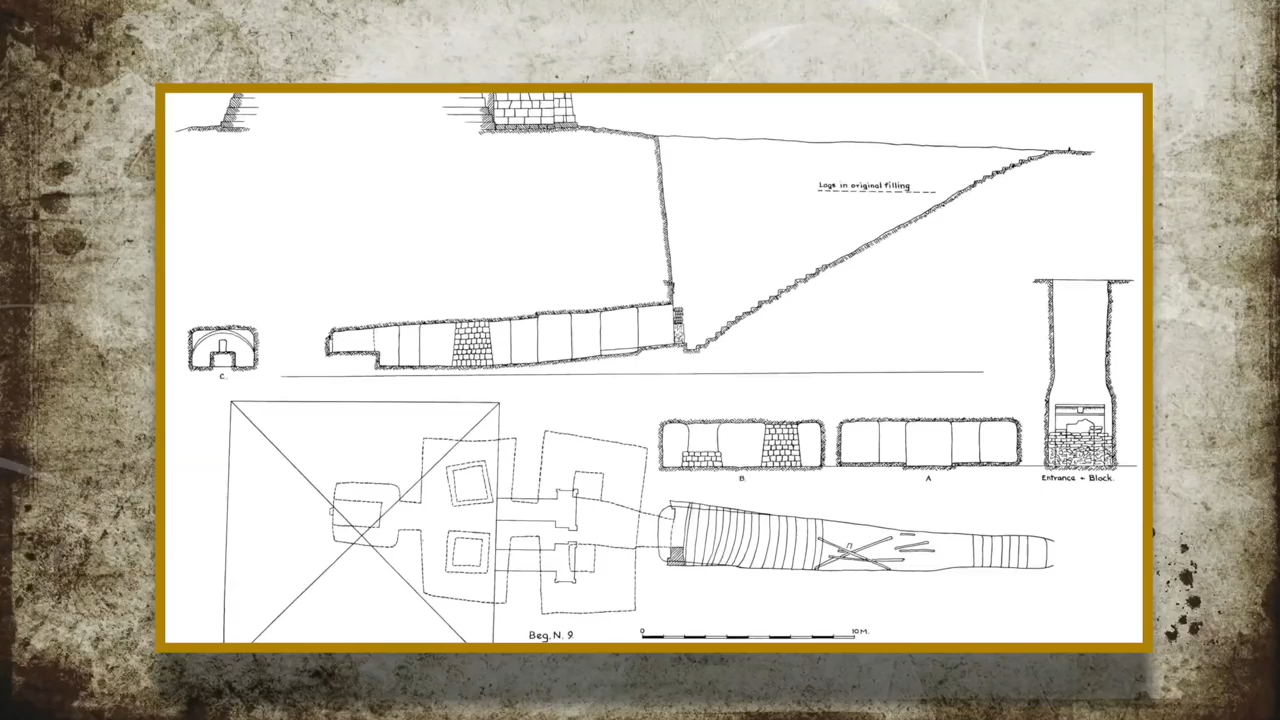 Logs in original filling
C.
B.
A
Entrance + Block.
Beg. N. 9.
0
10 M.